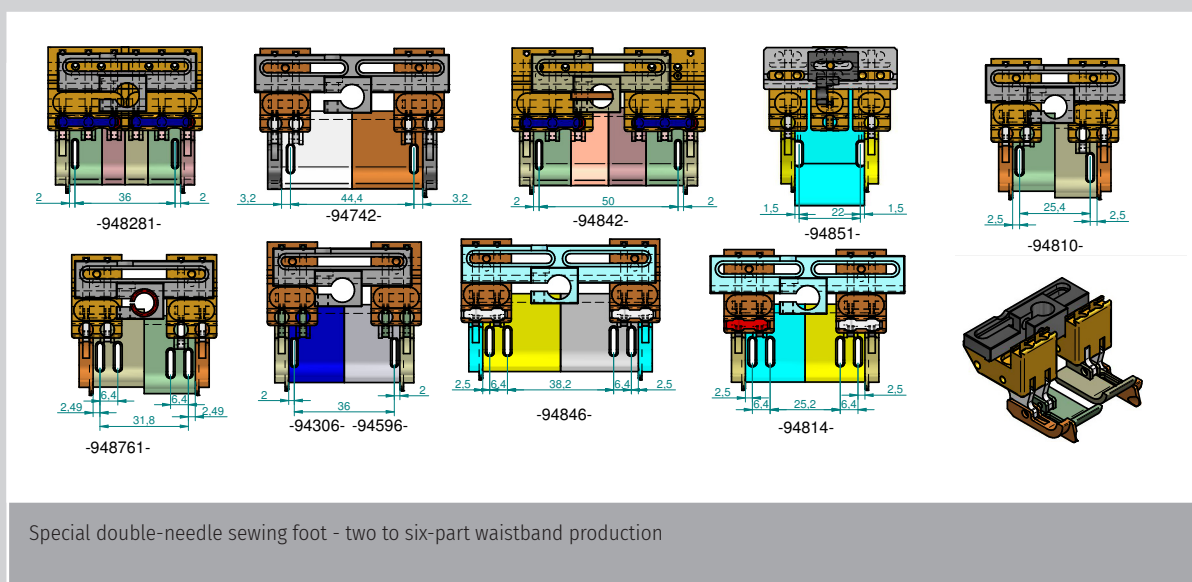 2 36 2
-948281-
3,2 44,4 3,2
-94742-
2 50 2
-94842-
1,5 22 1,5
-94851-
25,4
2,5 2,5
-94810-
6,4 6,4
2,49 2,49
31,8
-948761-
2 2
36
-94306- -94596-
2,5 6,4 38,2 6,4 2,5
-94846-
2,5 2,5
6,4 25,2 6,4
-94814-
Special double-needle sewing foot - two to six-part waistband production